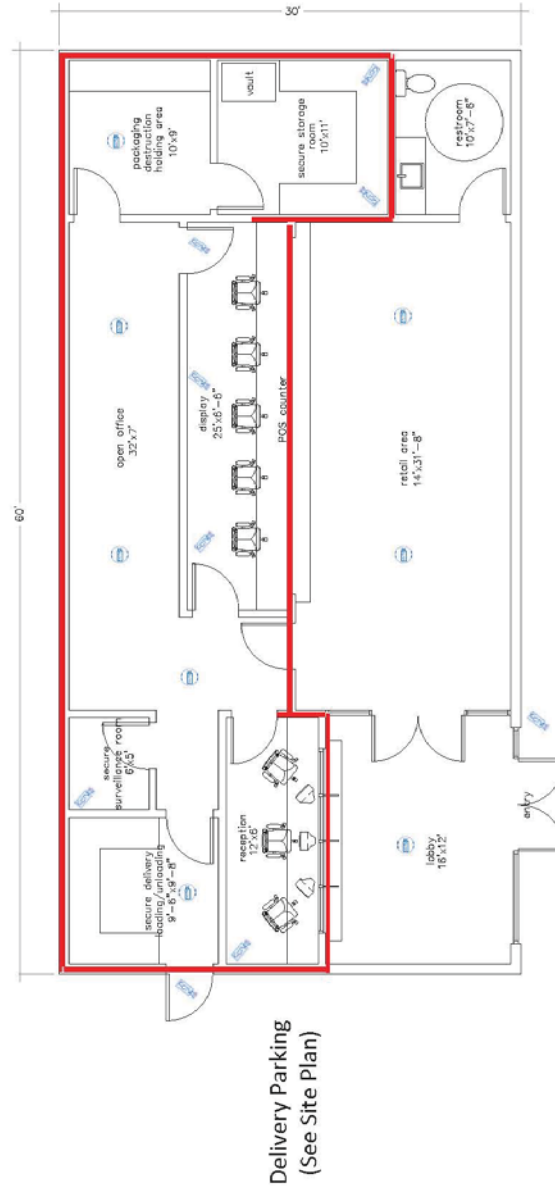 30'
60'
packaging
destruction
holding area
10'x9'
vault
secure storage
room
10'x11'
restroom
10'x7'-6"
open office
32'x7'
display
25'x6'-6"
POS counter
retail area
14'x31'-8"
secure
surveillance room
6'x5'
secure delivery
loading/unloading
9'-6"x9'-8"
reception
12'x6'
lobby
16'x12'
entry
Delivery Parking
(See Site Plan)